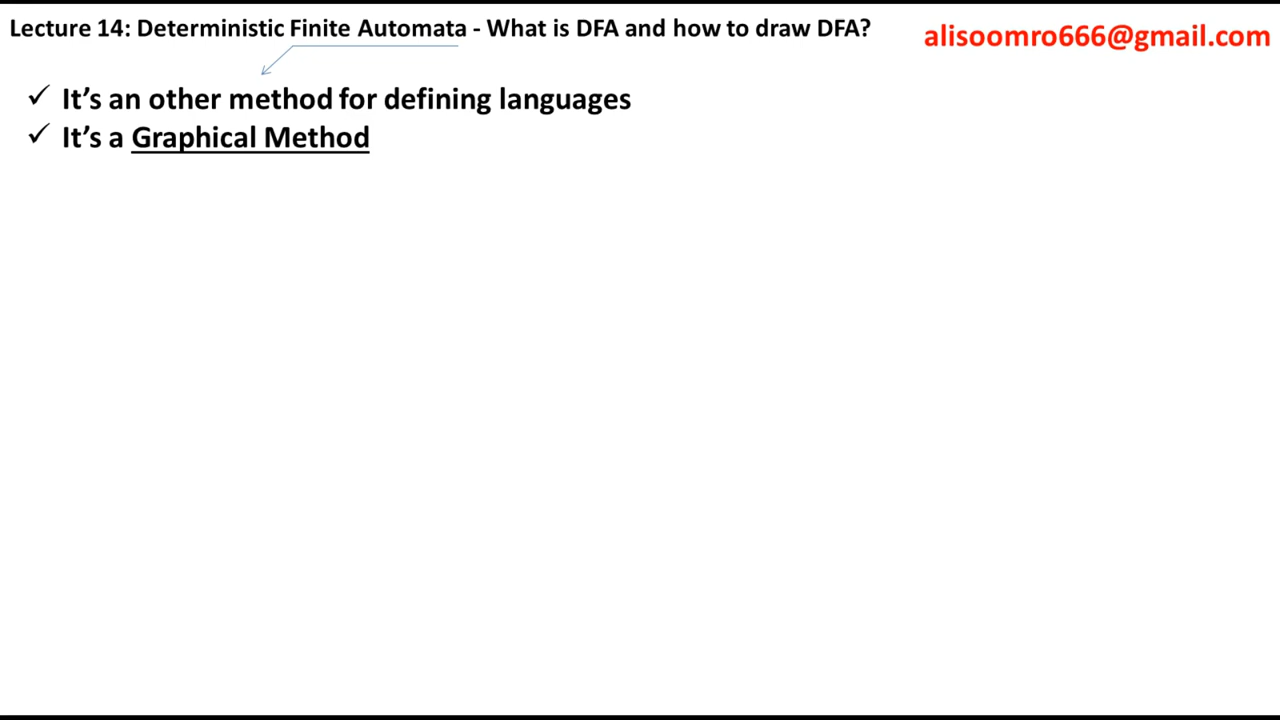 Lecture 14: Deterministic Finite Automata - What is DFA and how to draw DFA?
alisoomro666@gmail.com
✓ It's an other method for defining languages
✓ It's a Graphical Method